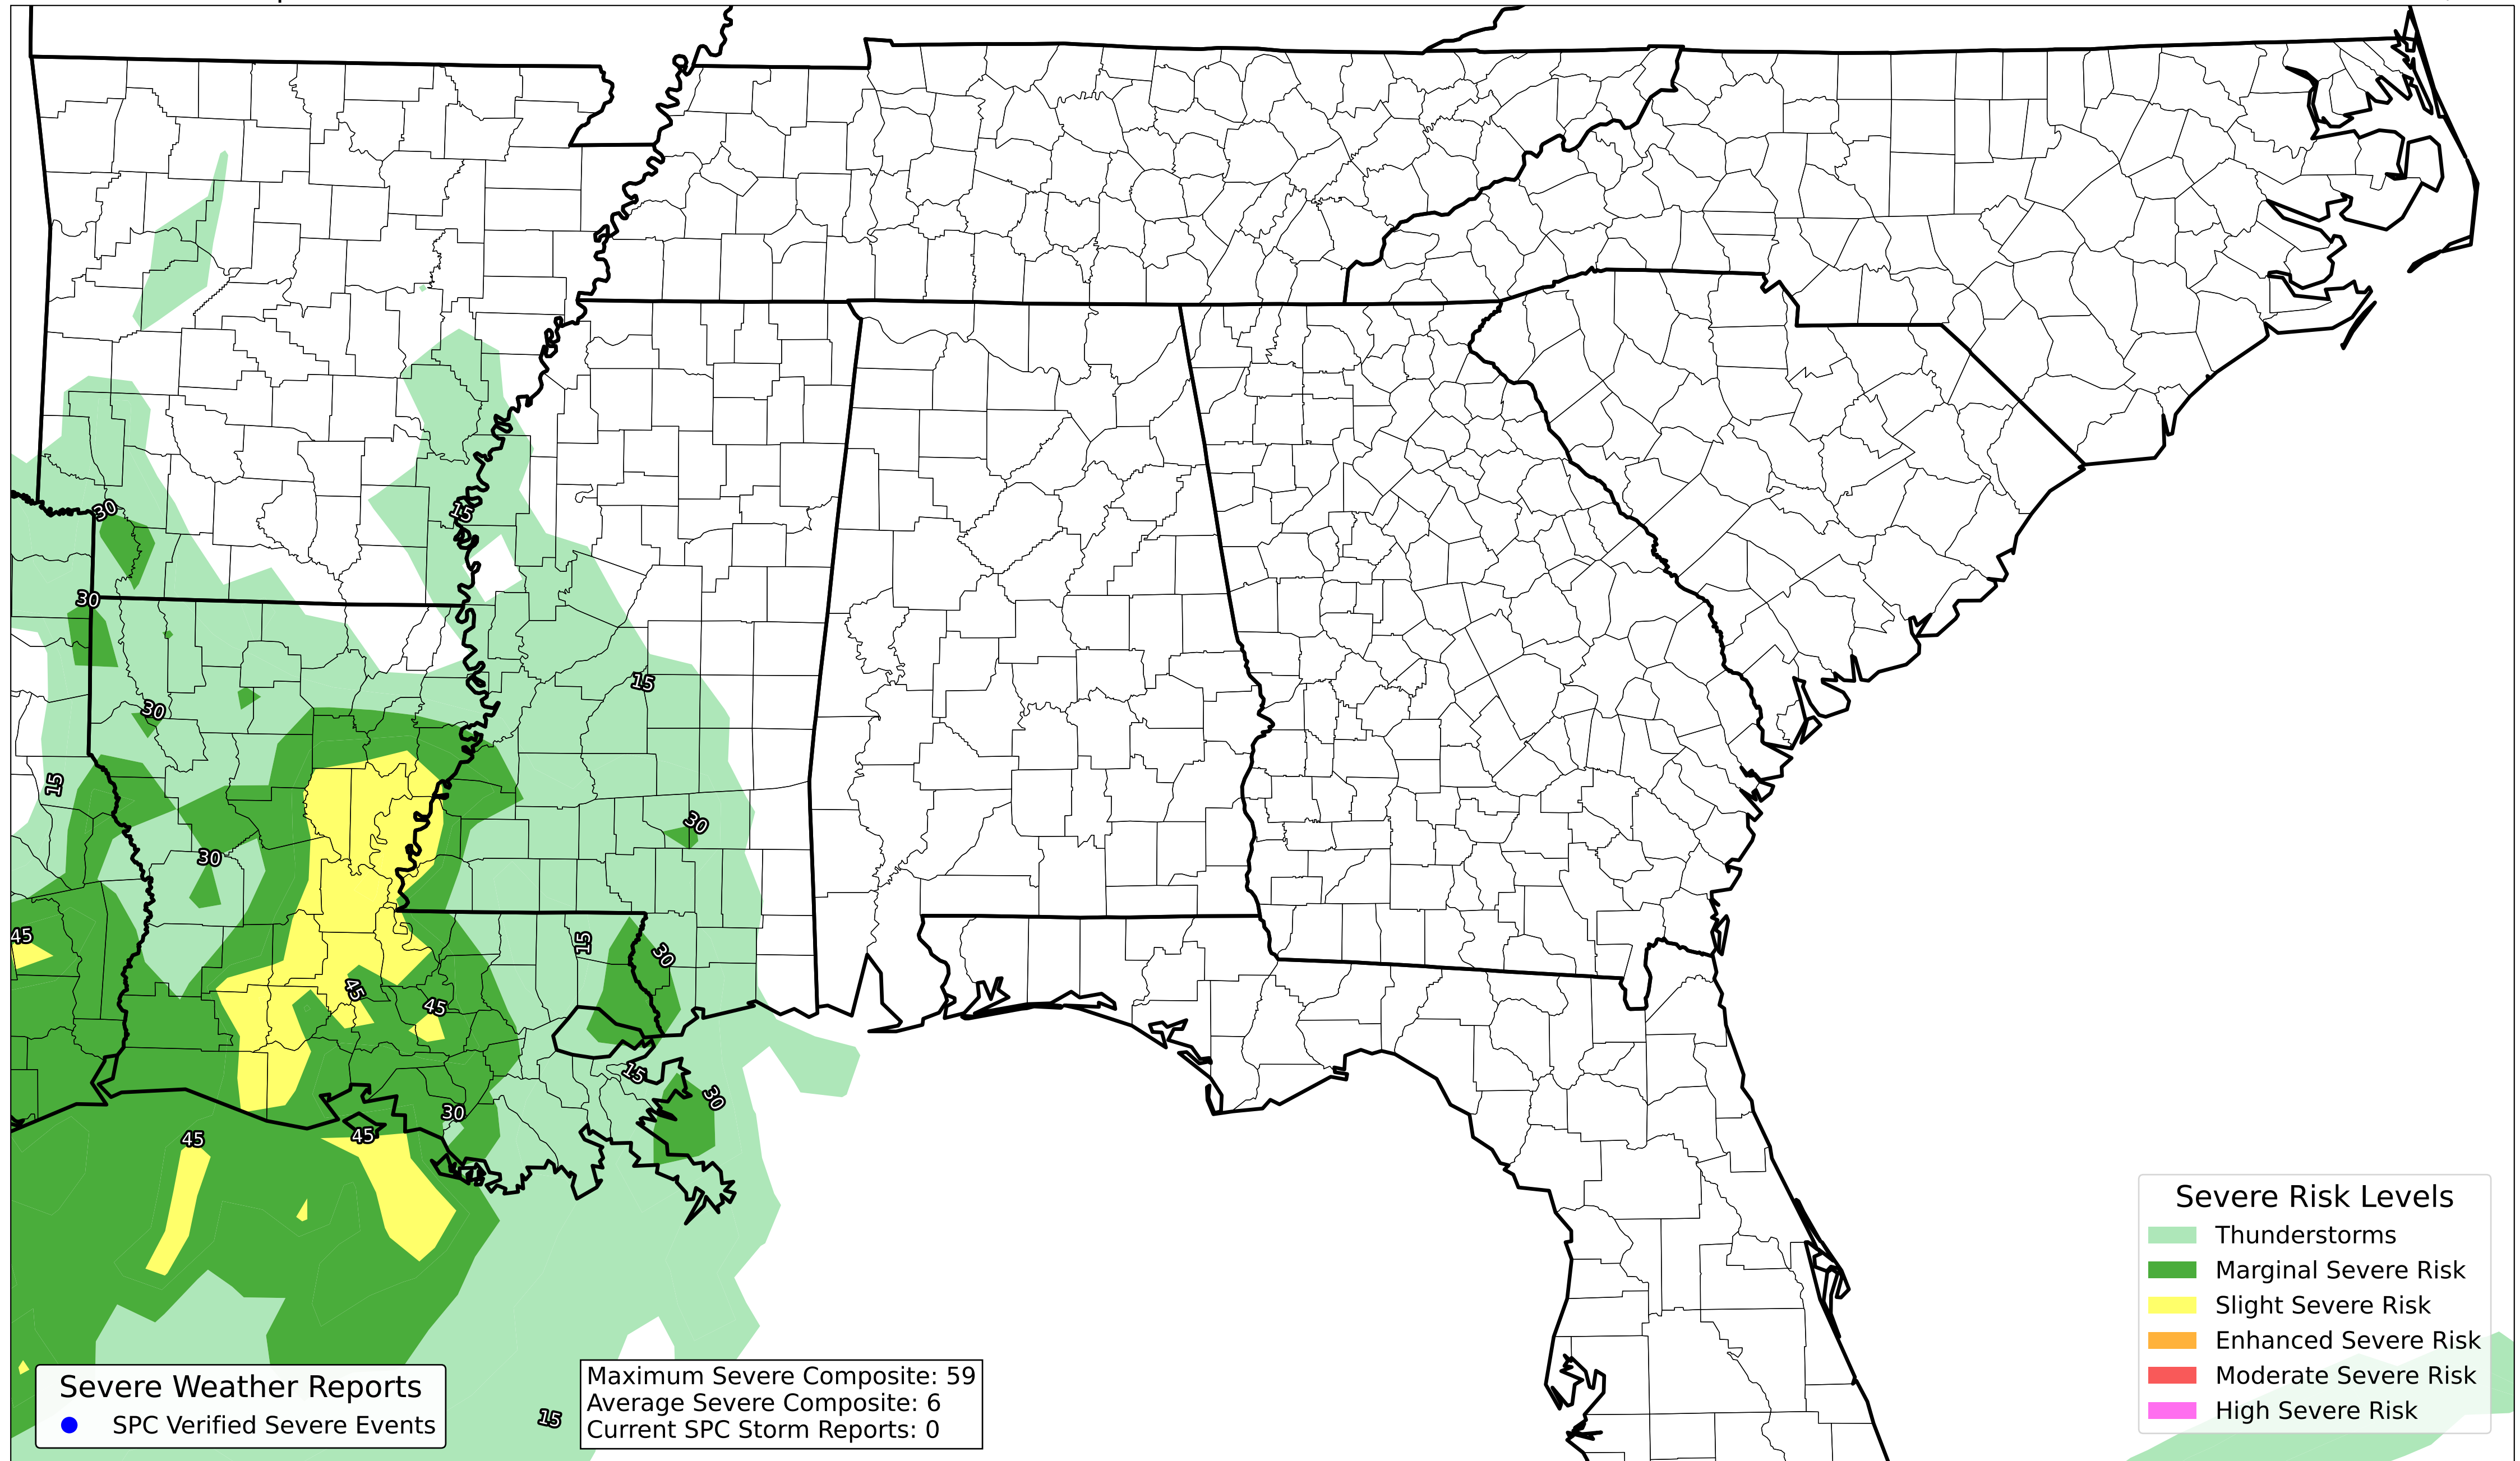 30
15
30
15
30
15
30
30
45
15
30
45
45
15
30
30
45
45
15
Severe Weather Reports
SPC Verified Severe Events
Maximum Severe Composite: 59
Average Severe Composite: 6
Current SPC Storm Reports: 0
Severe Risk Levels
Thunderstorms
Marginal Severe Risk
Slight Severe Risk
Enhanced Severe Risk
Moderate Severe Risk
High Severe Risk